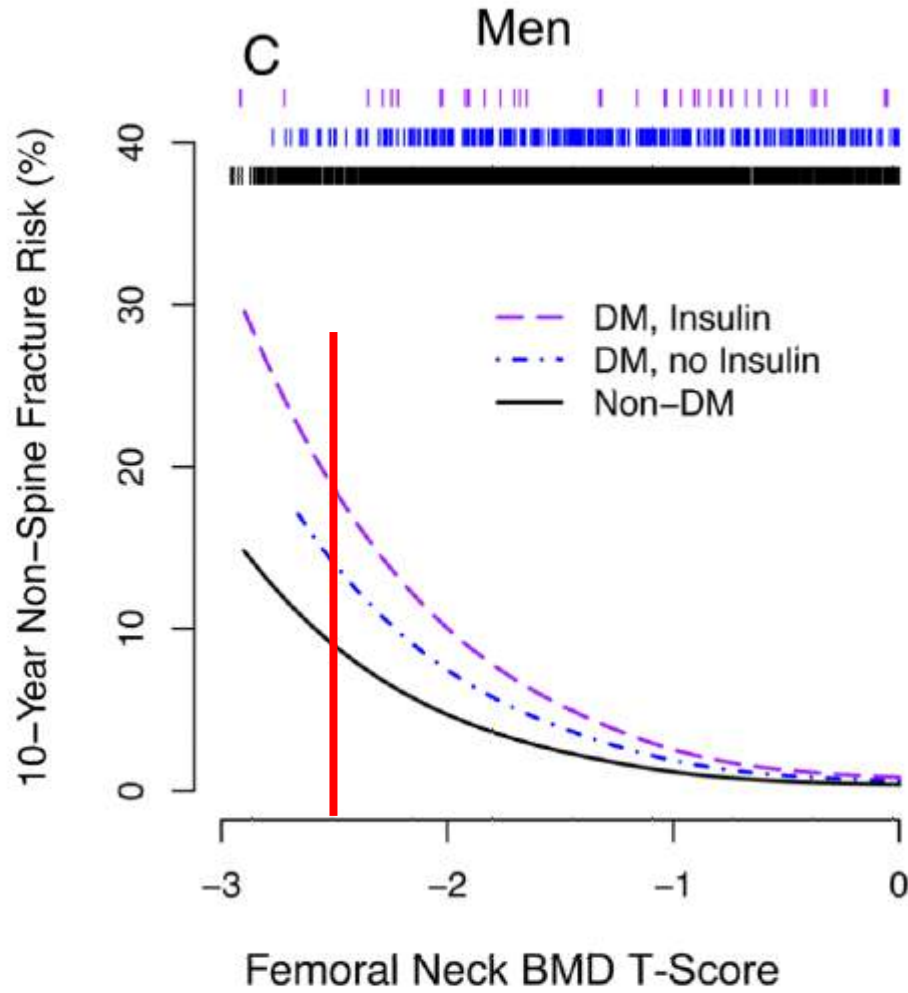 Men
C
10−Year Non−Spine Fracture Risk (%)
40
30
20
10
0
DM, Insulin
DM, no Insulin
Non−DM
−3
−2
−1
0
Femoral Neck BMD T-Score